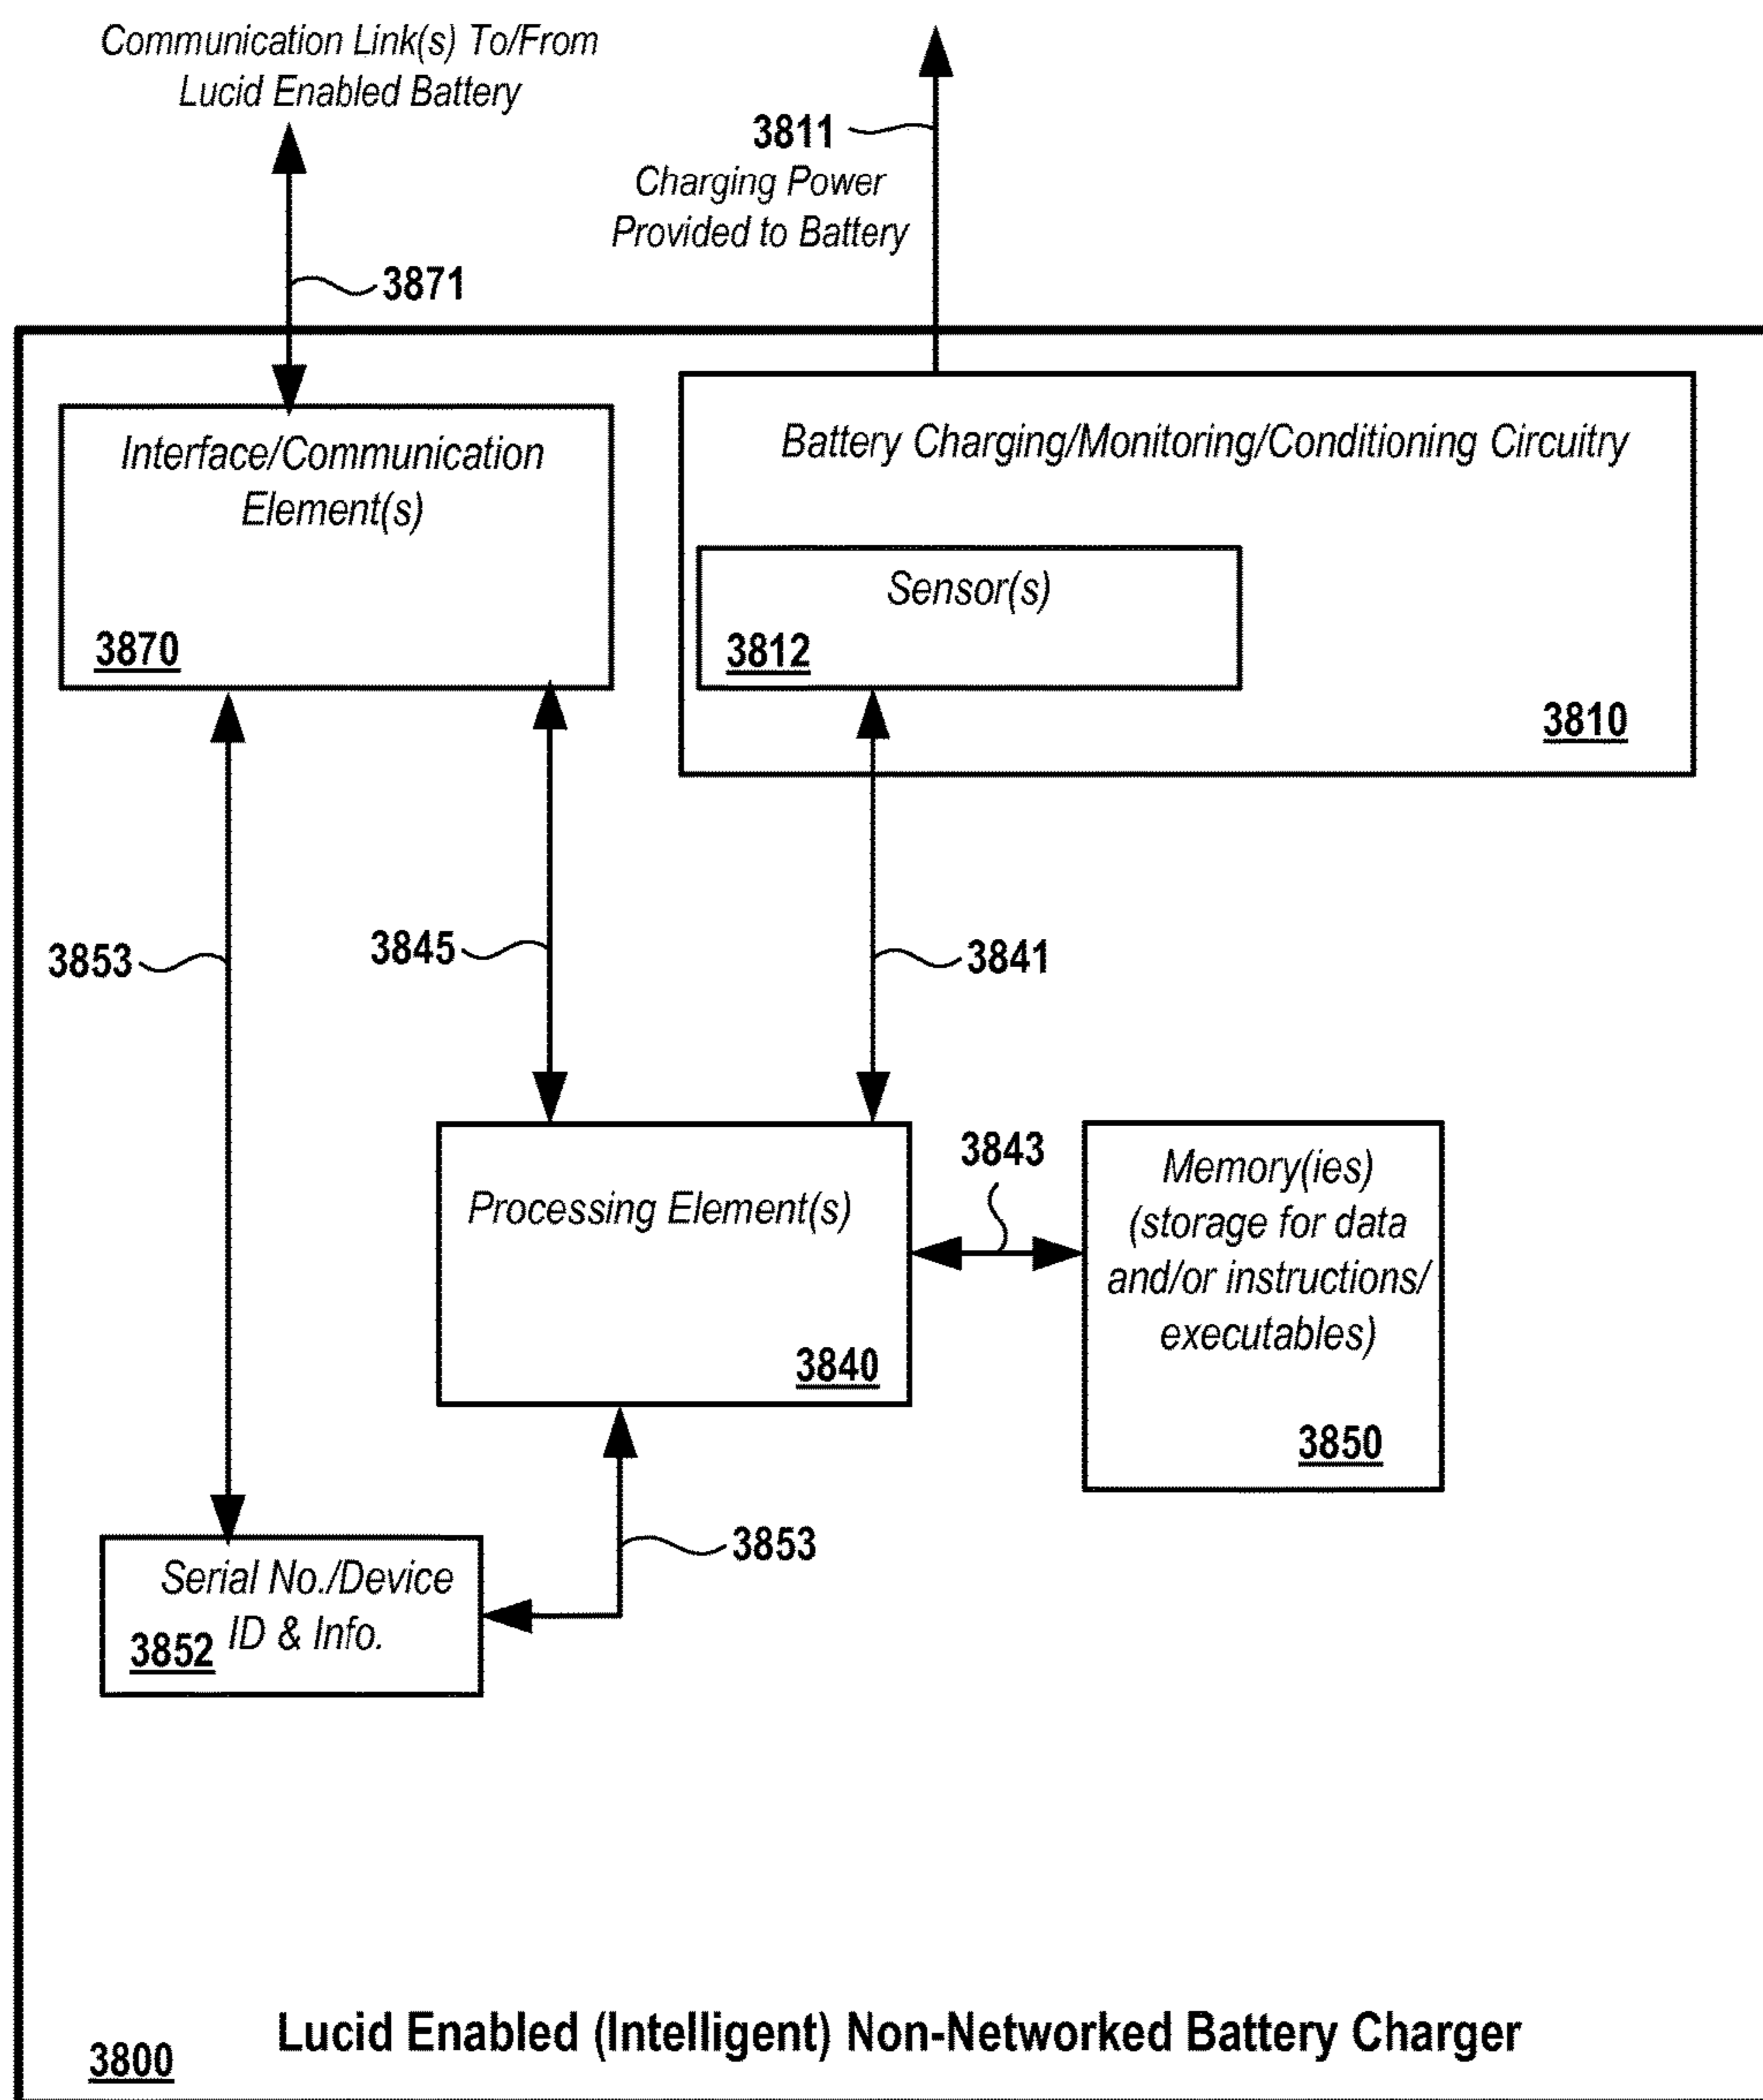 Communication Link(s) To/From
Lucid Enabled Battery
3811
Charging Power
Provided to Battery
3871
Interface/Communication
Element(s)
3870
Battery Charging/Monitoring/Conditioning Circuitry
Sensor(s)
3812
3810
3853
3845
3841
Processing Element(s)
3840
3843
Memory(ies)
(storage for data
and/or instructions/
executables)
3850
3853
Serial No./Device
ID & Info.
3852
Lucid Enabled (Intelligent) Non-Networked Battery Charger
3800